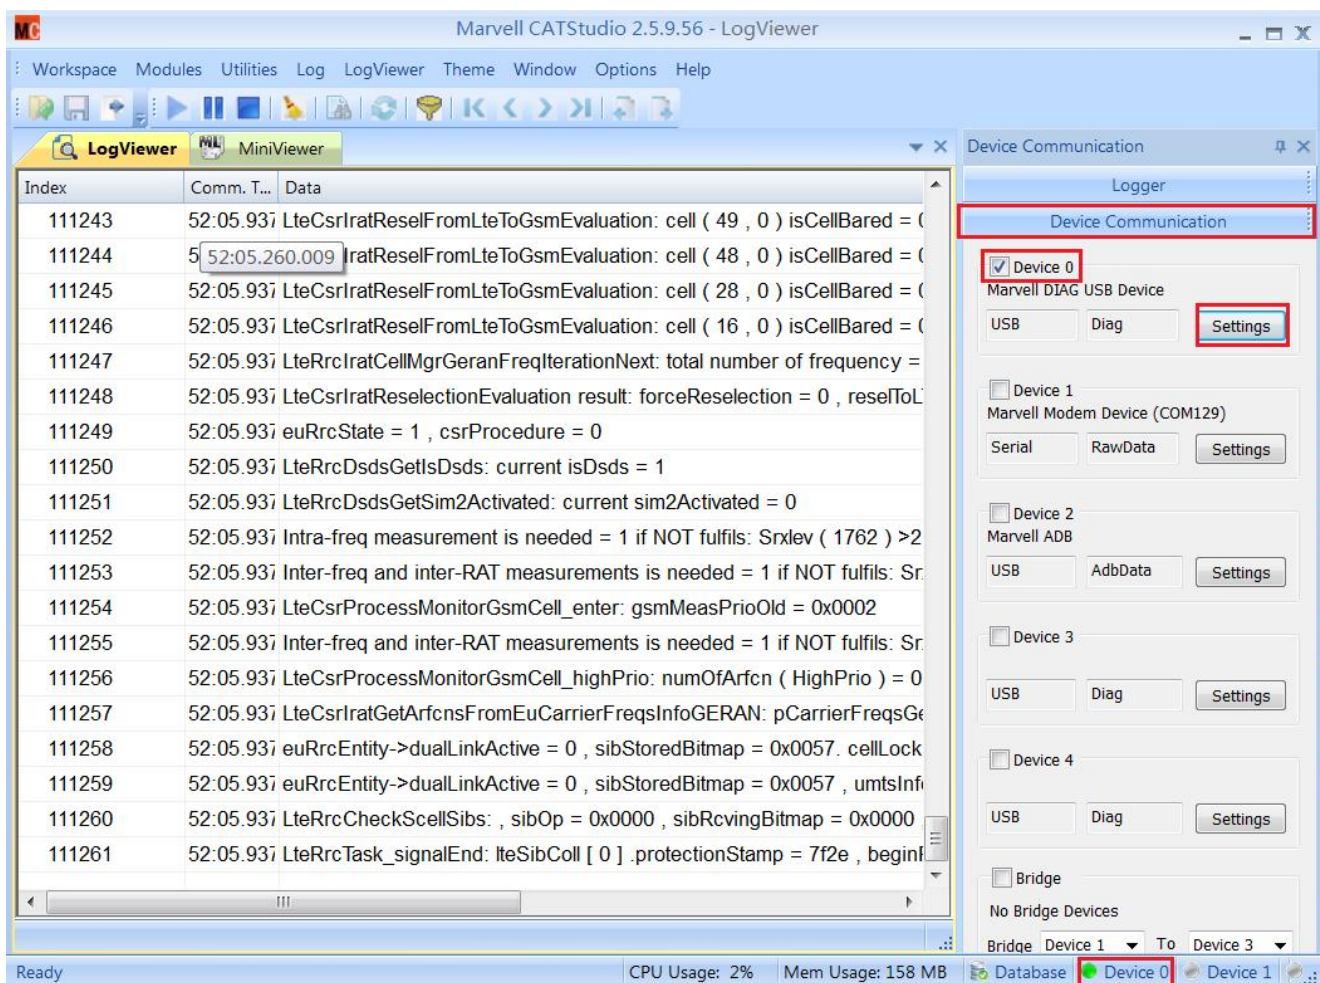 MC Marvell CATStudio 2.5.9.56 - LogViewer
Workspace Modules Utilities Log LogViewer Theme Window Options Help
LogViewer MiniViewer
Index Comm. T... Data
111243 52:05.937 LteCsrIratReselFromLteToGsmEvaluation: cell ( 49 , 0 ) isCellBared =
111244 5 IratReselFromLteToGsmEvaluation: cell ( 48 , 0 ) isCellBared =
52:05.260.009
111245 52:05.937 LteCsrIratReselFromLteToGsmEvaluation: cell ( 28 , 0 ) isCellBared =
111246 52:05.937 LteCsrIratReselFromLteToGsmEvaluation: cell ( 16 , 0 ) isCellBared =
111247 52:05.937 LteRrcIratCellMgrGeranFreqIterationNext: total number of frequency =
111248 52:05.937 LteCsrIratReselectionEvaluation result: forceReselection = 0 , reselToL
111249 52:05.937 euRrcState = 1 , csrProcedure = 0
111250 52:05.937 LteRrcDsdsGetIsDsds: current isDsds = 1
111251 52:05.937 LteRrcDsdsGetSim2Activated: current sim2Activated = 0
111252 52:05.937 Intra-freq measurement is needed = 1 if NOT fulfils: Srxlev ( 1762 ) >2
111253 52:05.937 Inter-freq and inter-RAT measurements is needed = 1 if NOT fulfils: Sr
111254 52:05.937 LteCsrProcessMonitorGsmCell_enter: gsmMeasPrioOld = 0x0002
111255 52:05.937 Inter-freq and inter-RAT measurements is needed = 1 if NOT fulfils: Sr
111256 52:05.937 LteCsrProcessMonitorGsmCell_highPrio: numOfArfcn ( HighPrio ) = 0
111257 52:05.937 LteCsrIratGetArfcnsFromEuCarrierFreqsInfoGERAN: pCarrierFreqsGe
111258 52:05.937 euRrcEntity->dualLinkActive = 0 , sibStoredBitmap = 0x0057. cellLock
111259 52:05.937 euRrcEntity->dualLinkActive = 0 , sibStoredBitmap = 0x0057 , umtsInf
111260 52:05.937 LteRrcCheckScellSibs: , sibOp = 0x0000 , sibRcvingBitmap = 0x0000 ,
111261 52:05.937 LteRrcTask_signalEnd: lteSibColl [ 0 ] .protectionStamp = 7f2e , begin
Device Communication
Logger
Device Communication
Device 0
Marvell DIAG USB Device
USB Diag Settings
Device 1
Marvell Modem Device (COM129)
Serial RawData Settings
Device 2
Marvell ADB
USB AdbData Settings
Device 3
USB Diag Settings
Device 4
USB Diag Settings
Bridge
No Bridge Devices
Bridge Device 1 To Device 3
Ready CPU Usage: 2% Mem Usage: 158 MB Database Device 0 Device 1